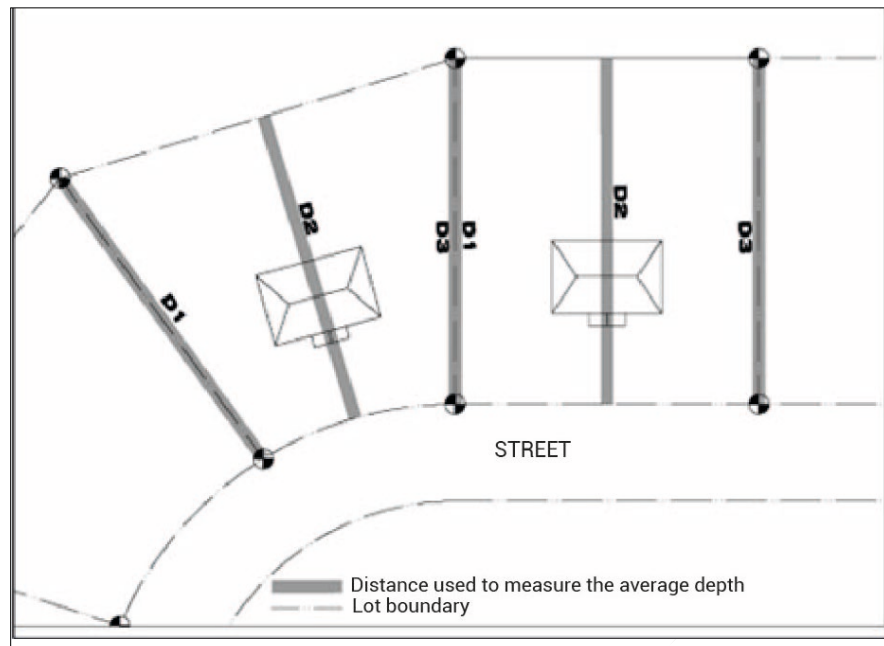 D1
D2
D3
D1
D2
D3
STREET
Distance used to measure the average depth
Lot boundary